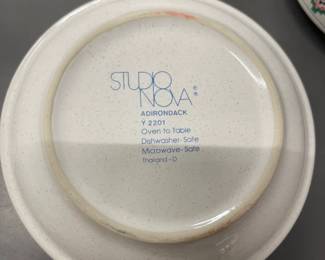 STUDIO
NOVA®
ADIRONDACK
Y 2201
Oven to Table
Dishwasher-Safe
Microwave-Safe
Thailand-D